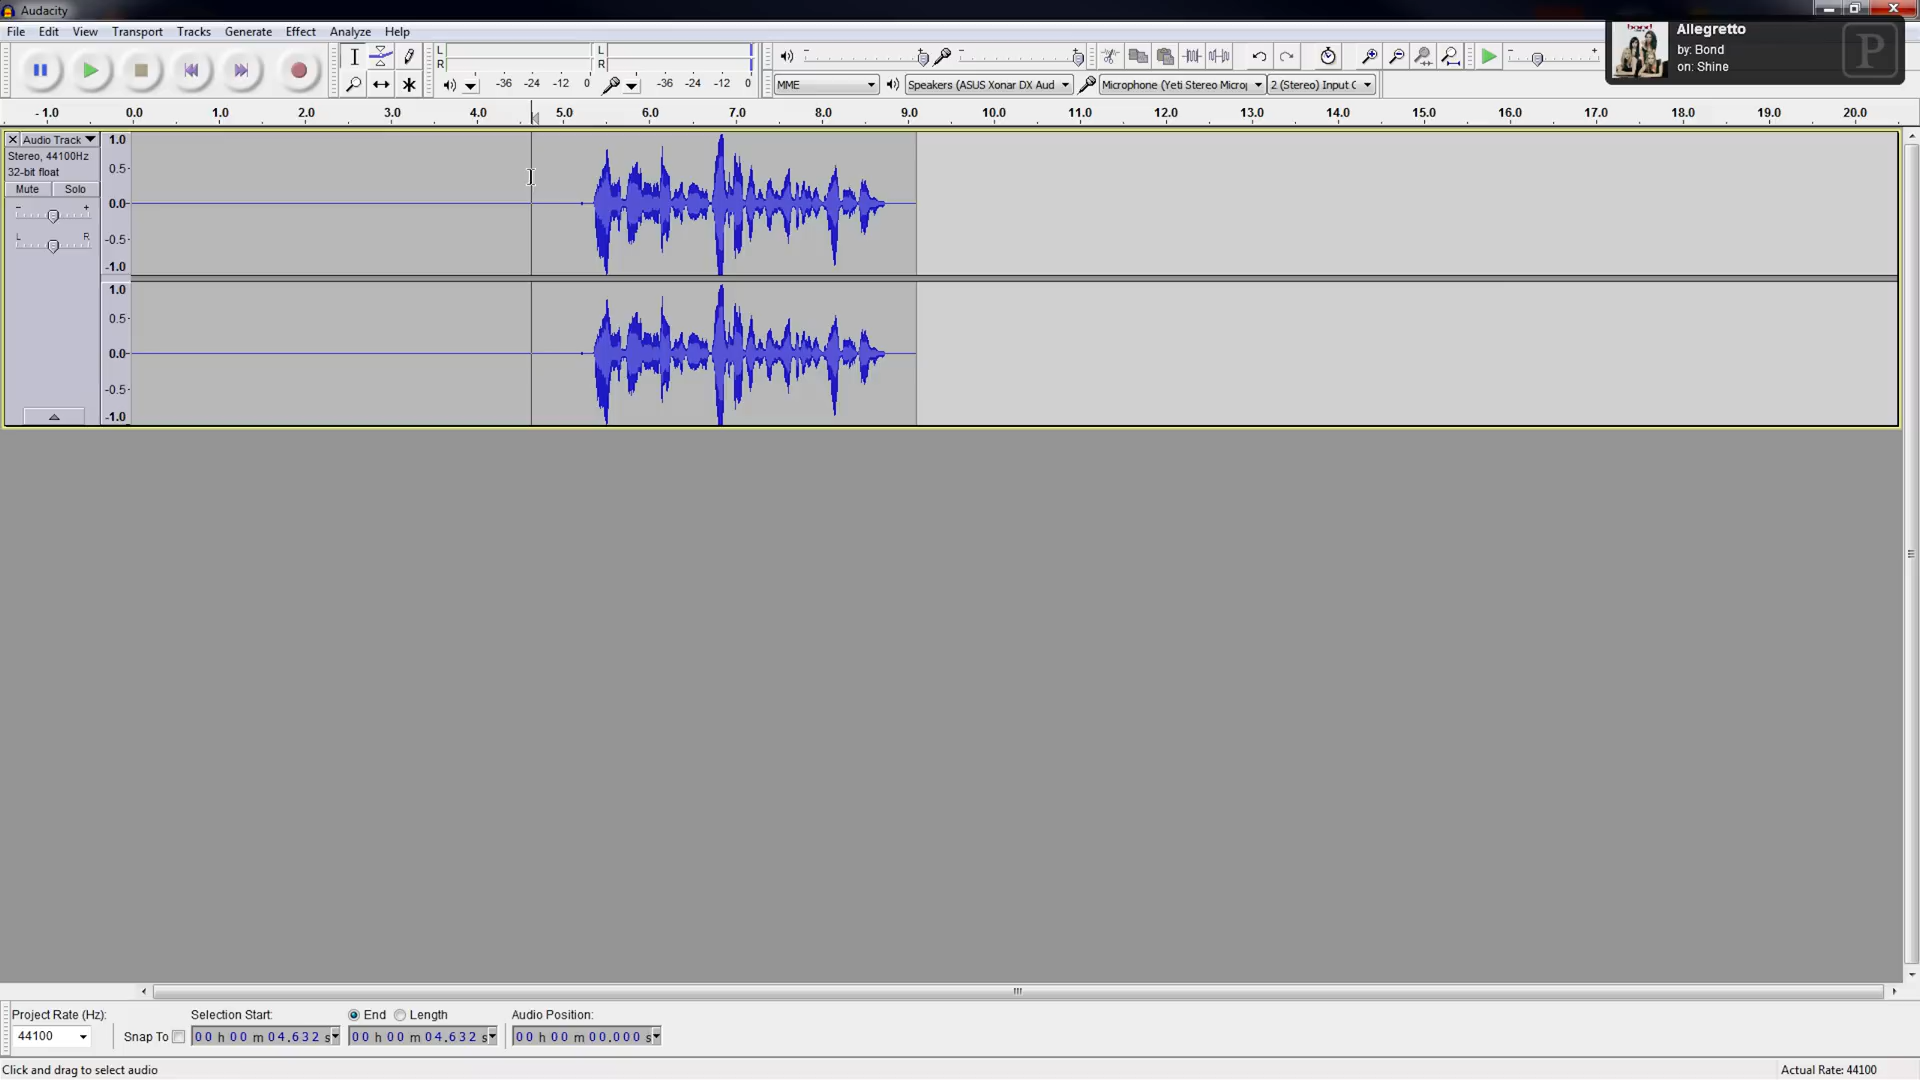 Audacity
File Edit View Transport Tracks Generate Effect Analyze Help
Allegretto
by: Bond
on: Shine
L
R
-36 -24 -12 0
L
R
-36 -24 -12 0
MME
Speakers (ASUS Xonar DX Aud
Microphone (Yeti Stereo Microp
2 (Stereo) Input C
- 1.0 0.0 1.0 2.0 3.0 4.0 5.0 6.0 7.0 8.0 9.0 10.0 11.0 12.0 13.0 14.0 15.0 16.0 17.0 18.0 19.0 20.0
Audio Track
Stereo, 44100Hz
32-bit float
Mute Solo
- +
L R
1.0
0.5
0.0
-0.5
-1.0
1.0
0.5
0.0
-0.5
-1.0
Project Rate (Hz):
44100
Snap To
Selection Start:
00 h 00 m 04.632 s
End Length
00 h 00 m 04.632 s
Audio Position:
00 h 00 m 00.000 s
Click and drag to select audio
Actual Rate: 44100